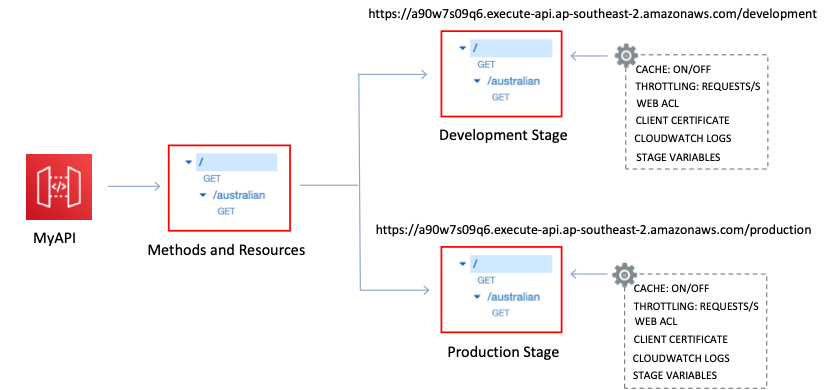 https://a90w7s09q6.execute-api.ap-southeast-2.amazonaws.com/development
/
GET
/australian
GET
Development Stage
CACHE: ON/OFF
THROTTLING: REQUESTS/S
WEB ACL
CLIENT CERTIFICATE
CLOUDWATCH LOGS
STAGE VARIABLES
MyAPI
/
GET
/australian
GET
Methods and Resources
https://a90w7s09q6.execute-api.ap-southeast-2.amazonaws.com/production
/
GET
/australian
GET
Production Stage
CACHE: ON/OFF
THROTTLING: REQUESTS/S
WEB ACL
CLIENT CERTIFICATE
CLOUDWATCH LOGS
STAGE VARIABLES